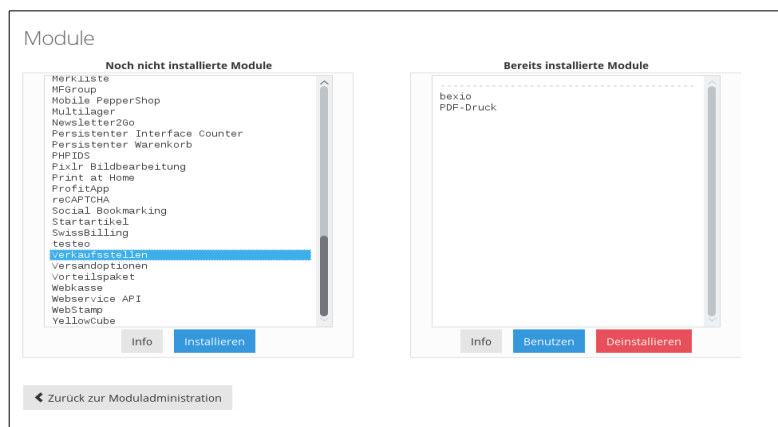 Module
Noch nicht installierte Module
Merkliste
MFGroup
Mobile PepperShop
Multilager
Newsletter2Go
Persistenter Interface Counter
Persistenter Warenkorb
PHPIDS
Pixlr Bildbearbeitung
Print at Home
ProfitApp
reCAPTCHA
Social Bookmarking
Startartikel
SwissBilling
testeo
Verkaufsstellen
Versandoptionen
Vorteilspaket
Webkasse
Webservice API
WebStamp
YellowCube
Info Installieren
Bereits installierte Module
bexio
PDF-Druck
Info Benutzen Deinstallieren
Zurück zur Moduladministration